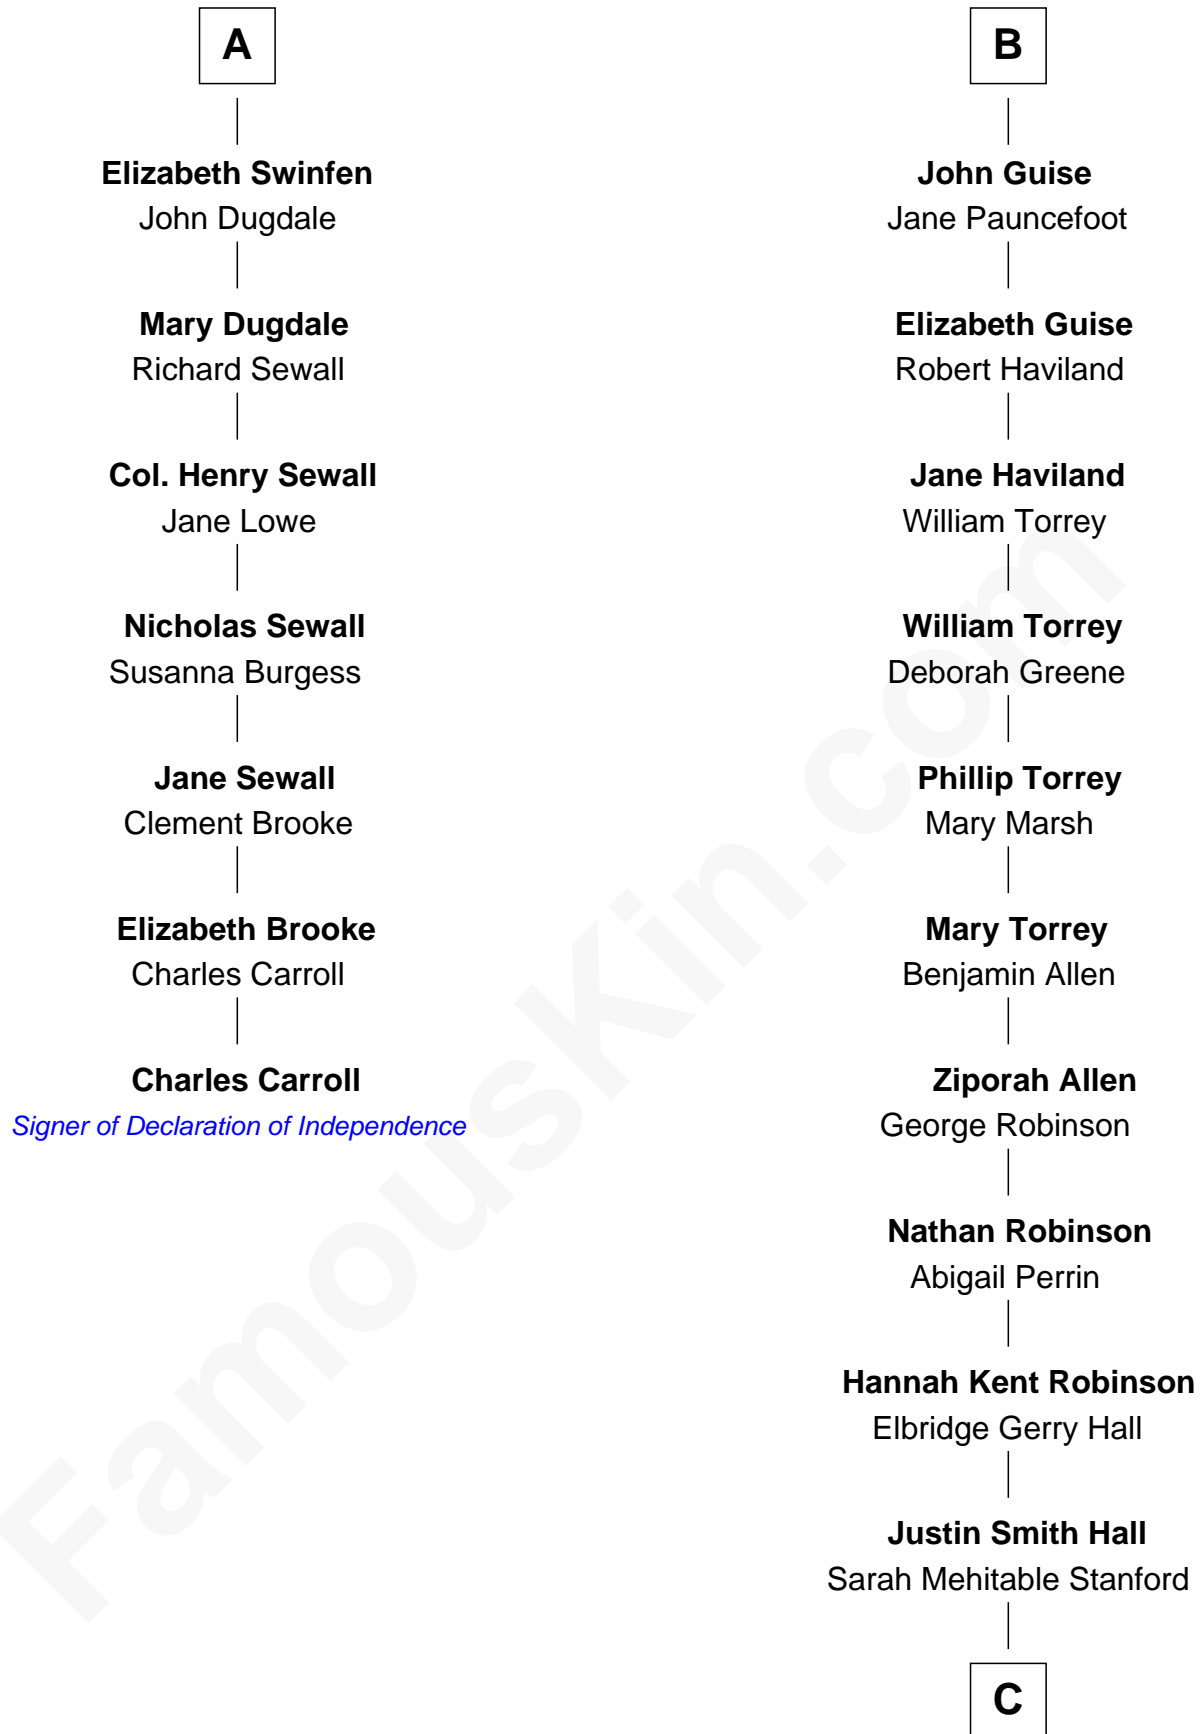 A
Elizabeth Swinfen
John Dugdale
Mary Dugdale
Richard Sewall
Col. Henry Sewall
Jane Lowe
Nicholas Sewall
Susanna Burgess
Jane Sewall
Clement Brooke
Elizabeth Brooke
Charles Carroll
Charles Carroll
Signer of Declaration of Independence
B
John Guise
Jane Pauncefoot
Elizabeth Guise
Robert Haviland
Jane Haviland
William Torrey
William Torrey
Deborah Greene
Phillip Torrey
Mary Marsh
Mary Torrey
Benjamin Allen
Ziporah Allen
George Robinson
Nathan Robinson
Abigail Perrin
Hannah Kent Robinson
Elbridge Gerry Hall
Justin Smith Hall
Sarah Mehitable Stanford
C
FamousKin.com